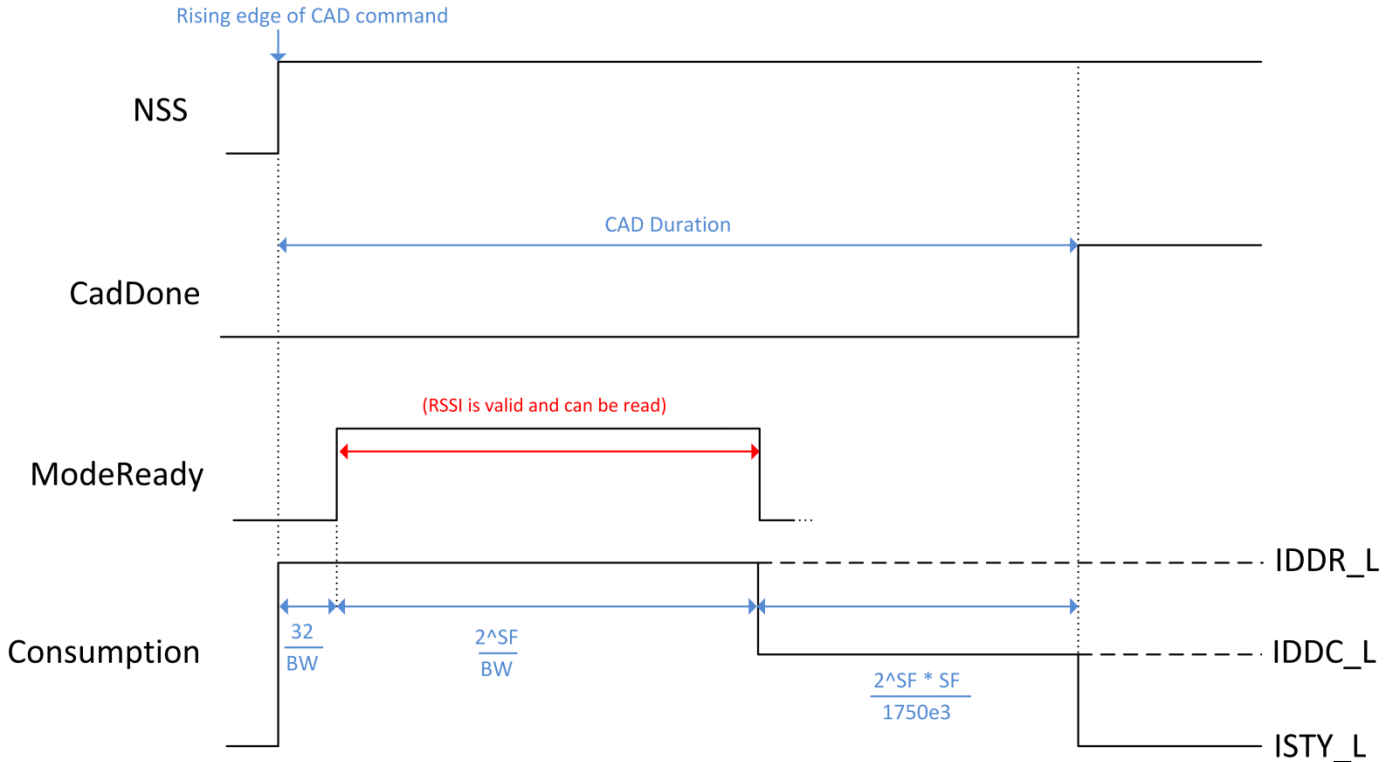 Rising edge of CAD command
NSS
CAD Duration
CadDone
(RSSI is valid and can be read)
ModeReady
IDDR_L
32
BW
2^SF
BW
Consumption
IDDC_L
2^SF * SF
1750e3
ISTY_L